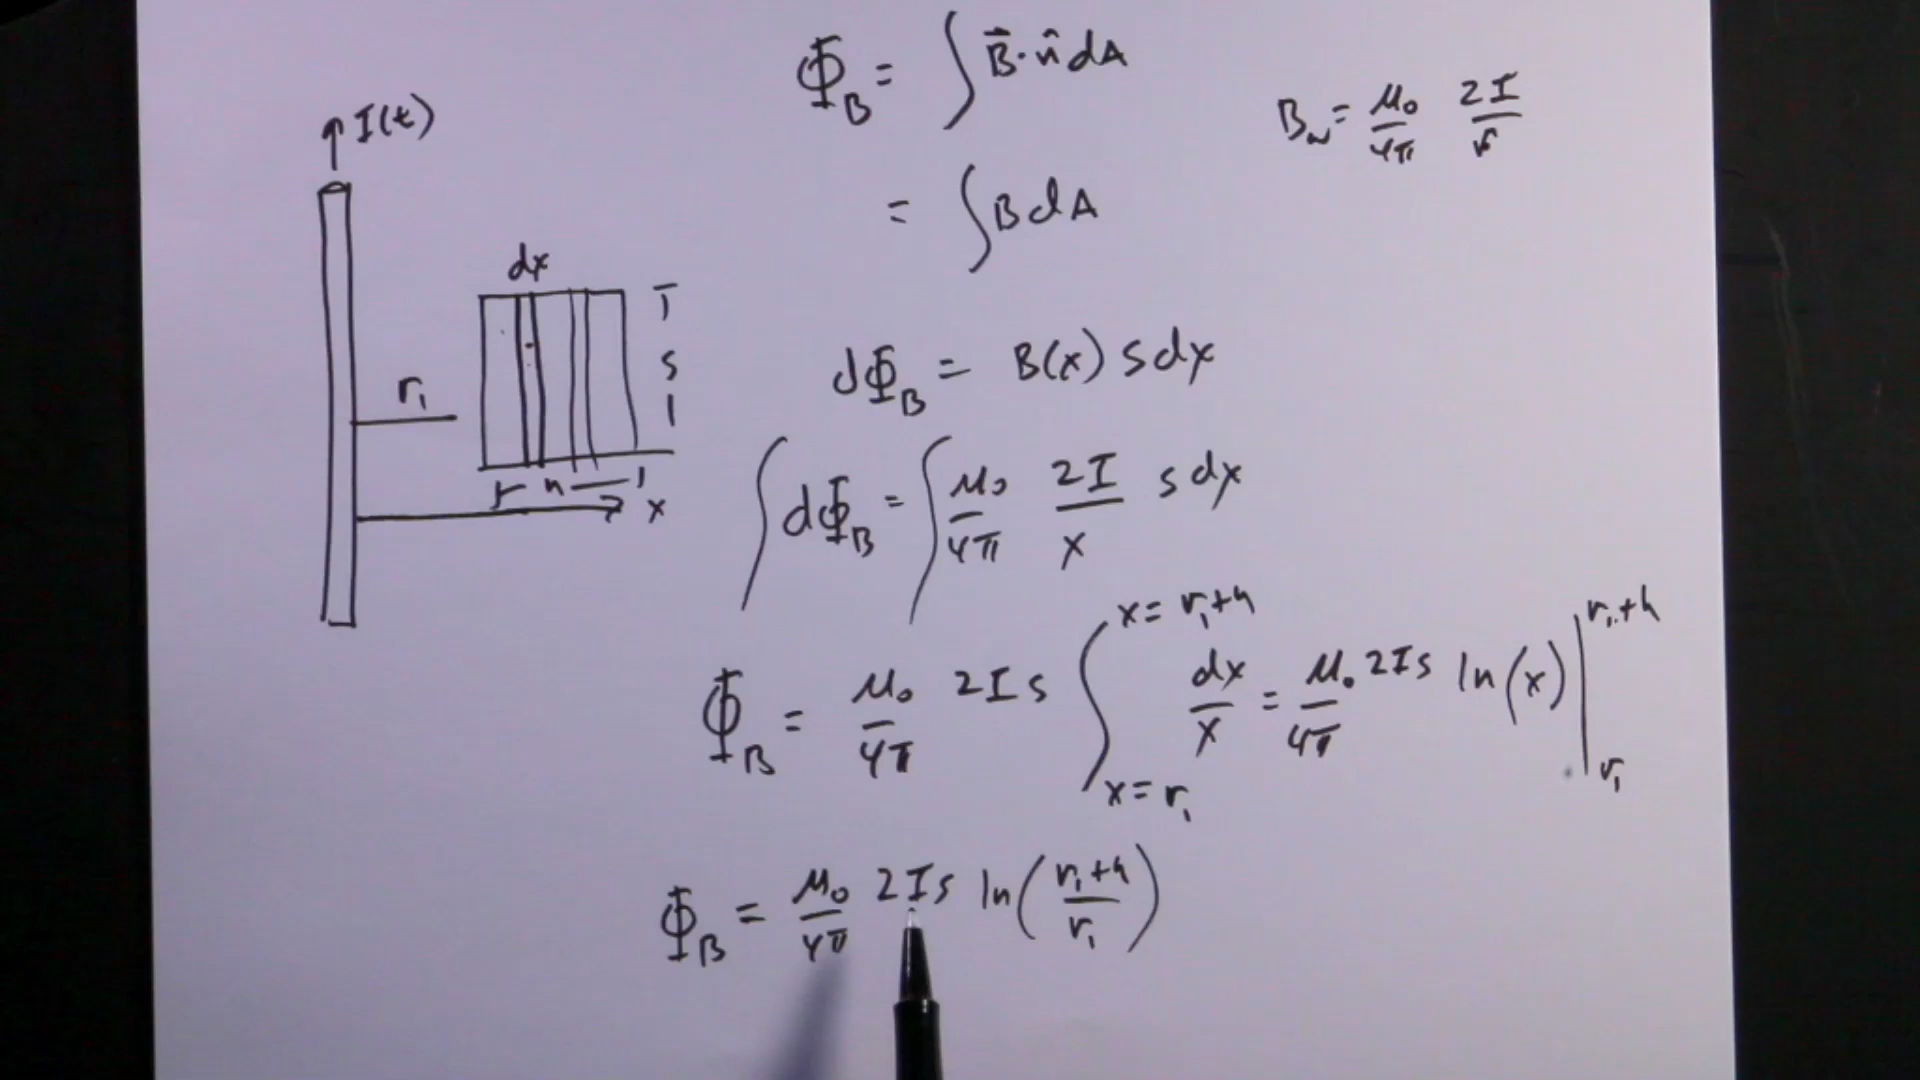 Φ_B = ∫ B⃗·n̂ dA
B_w = μ₀/4π 2I/r
↑ I(t)
= ∫ B dA
dx
dΦ_B = B(x) s dx
s
r₁
∫ dΦ_B = ∫ μ₀/4π 2I/x s dx
h
x
Φ_B = μ₀/4π 2Is ∫_{x=r₁}^{x=r₁+h} dx/x = μ₀/4π 2Is ln(x) |_{r₁}^{r₁+h}
Φ_B = μ₀/4π 2Is ln((r₁+h)/r₁)